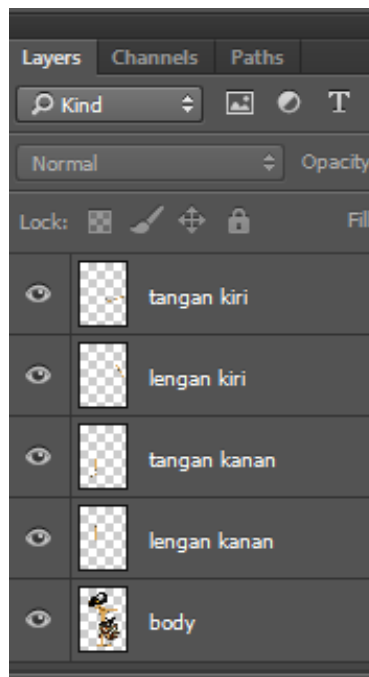 Layers Channels Paths
Kind T
Normal Opacity
Lock: Fil
tangan kiri
lengan kiri
tangan kanan
lengan kanan
body